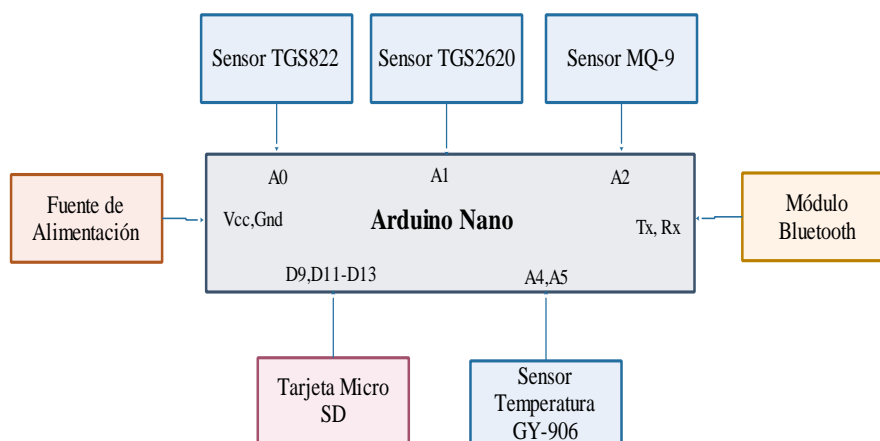 Sensor TGS822
Sensor TGS2620
Sensor MQ-9
A0
A1
A2
Fuente de
Alimentación
Vcc,Gnd
Arduino Nano
Tx, Rx
Módulo
Bluetooth
D9,D11-D13
A4,A5
Tarjeta Micro
SD
Sensor
Temperatura
GY-906